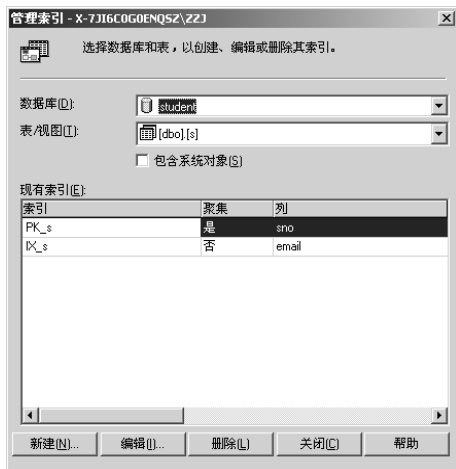 管理索引 - X-7JI6C0G0ENQSZ\ZZJ
选择数据库和表，以创建、编辑或删除其索引。
数据库(D):
student
表/视图(T):
[dbo].[s]
包含系统对象(S)
现有索引(E):
索引 聚集 列
PK_s 是 sno
IX_s 否 email
新建(N)... 编辑(I)... 删除(L) 关闭(C) 帮助